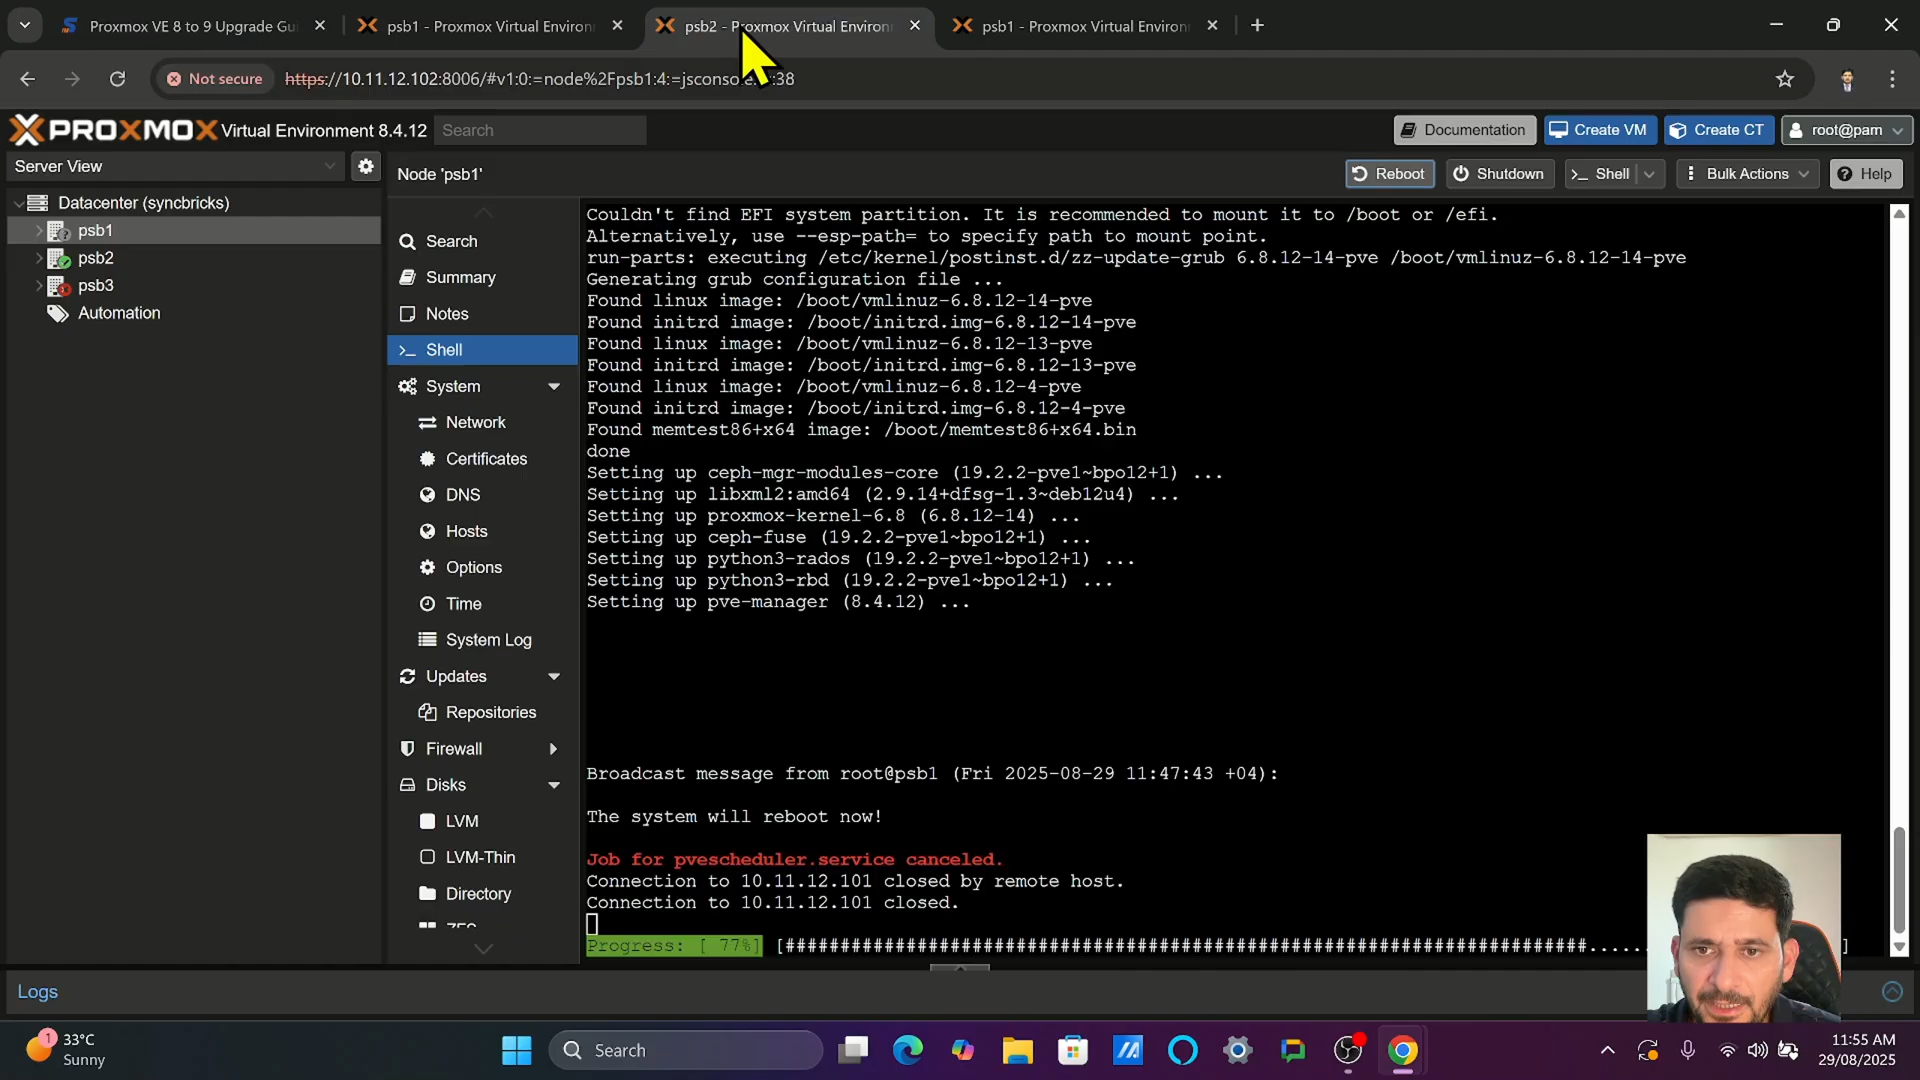 Proxmox VE 8 to 9 Upgrade Gui
psb1 - Proxmox Virtual Environ
psb2 - Proxmox Virtual Environ
psb1 - Proxmox Virtual Environ
Not secure
https://10.11.12.102:8006/#v1:0:=node%2Fpsb1:4:=jsconso :38
PROXMOX Virtual Environment 8.4.12
Search
Documentation
Create VM
Create CT
root@pam
Server View
Node 'psb1'
Reboot
Shutdown
Shell
Bulk Actions
Help
Datacenter (syncbricks)
psb1
psb2
psb3
Automation
Search
Summary
Notes
Shell
System
Network
Certificates
DNS
Hosts
Options
Time
System Log
Updates
Repositories
Firewall
Disks
LVM
LVM-Thin
Directory
ZFS
Couldn't find EFI system partition. It is recommended to mount it to /boot or /efi.
Alternatively, use --esp-path= to specify path to mount point.
run-parts: executing /etc/kernel/postinst.d/zz-update-grub 6.8.12-14-pve /boot/vmlinuz-6.8.12-14-pve
Generating grub configuration file ...
Found linux image: /boot/vmlinuz-6.8.12-14-pve
Found initrd image: /boot/initrd.img-6.8.12-14-pve
Found linux image: /boot/vmlinuz-6.8.12-13-pve
Found initrd image: /boot/initrd.img-6.8.12-13-pve
Found linux image: /boot/vmlinuz-6.8.12-4-pve
Found initrd image: /boot/initrd.img-6.8.12-4-pve
Found memtest86+x64 image: /boot/memtest86+x64.bin
done
Setting up ceph-mgr-modules-core (19.2.2-pve1~bpo12+1) ...
Setting up libxml2:amd64 (2.9.14+dfsg-1.3~deb12u4) ...
Setting up proxmox-kernel-6.8 (6.8.12-14) ...
Setting up ceph-fuse (19.2.2-pve1~bpo12+1) ...
Setting up python3-rados (19.2.2-pve1~bpo12+1) ...
Setting up python3-rbd (19.2.2-pve1~bpo12+1) ...
Setting up pve-manager (8.4.12) ...
Broadcast message from root@psb1 (Fri 2025-08-29 11:47:43 +04):
The system will reboot now!
Job for pvescheduler.service canceled.
Connection to 10.11.12.101 closed by remote host.
Connection to 10.11.12.101 closed.
Progress: [ 77%] [##########################################################################...... ]
Logs
1
33°C
Sunny
Search
11:55 AM
29/08/2025